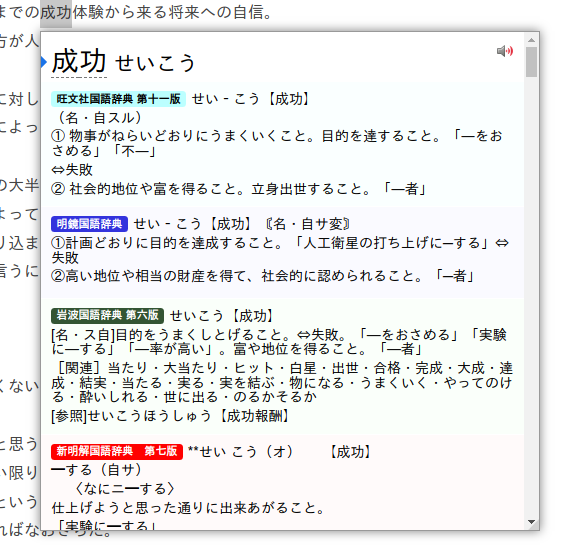 までの成功体験から来る将来への自信。
方が人
に対し
によっ
の大半
よって
り込ま
言うに
くない
と思う
い限り
という
ればなおさらだ。
成功 せいこう
旺文社国語辞典 第十一版 せい‐こう【成功】
（名・自スル）
① 物事がねらいどおりにうまくいくこと。目的を達すること。「―をお
さめる」「不―」
⇔失敗
② 社会的地位や富を得ること。立身出世すること。「―者」
明鏡国語辞典 せい‐こう【成功】〘名・自サ変〙
①計画どおりに目的を達成すること。「人工衛星の打ち上げに─する」⇔
失敗
②高い地位や相当の財産を得て、社会的に認められること。「─者」
岩波国語辞典 第六版 せいこう【成功】
[名・ス自]目的をうまくしとげること。⇔失敗。「―をおさめる」「実験
に―する」「―率が高い」。富や地位を得ること。「―者」
［関連］当たり・大当たり・ヒット・白星・出世・合格・完成・大成・達
成・結実・当たる・実る・実を結ぶ・物になる・うまくいく・やってのけ
る・酔いしれる・世に出る・のるかそるか
[参照]せいこうほうしゅう【成功報酬】
新明解国語辞典　第七版 **せい こう（オ）　【成功】
━する（自サ）
〈なにニ━する〉
仕上げようと思った通りに出来あがること。
「実験に━する」